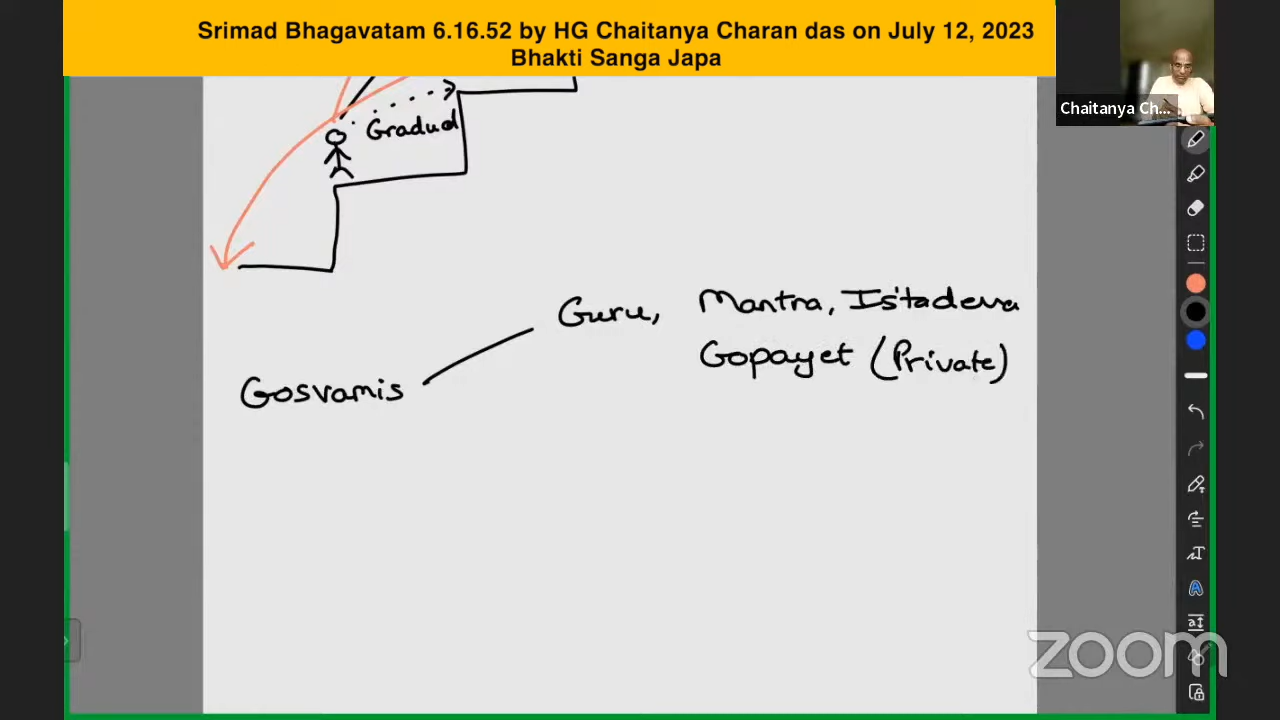 Srimad Bhagavatam 6.16.52 by HG Chaitanya Charan das on July 12, 2023
Bhakti Sanga Japa
Chaitanya Ch...
Gradual
Guru, Mantra, Istadeva
Gopayet (Private)
Gosvamis
zoom